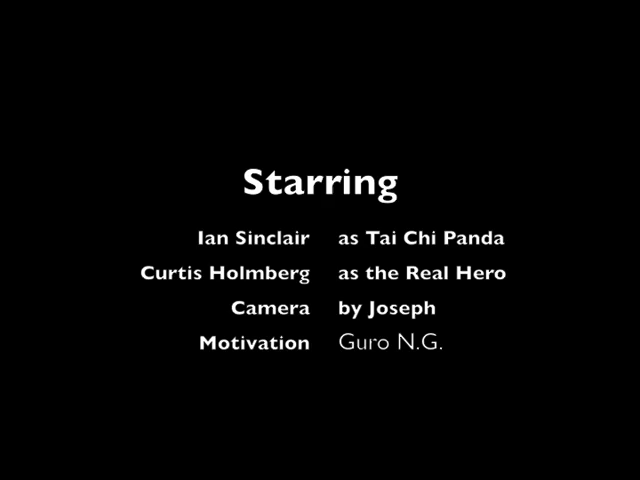 Starring
Ian Sinclair as Tai Chi Panda
Curtis Holmberg as the Real Hero
Camera by Joseph
Motivation Guro N.G.